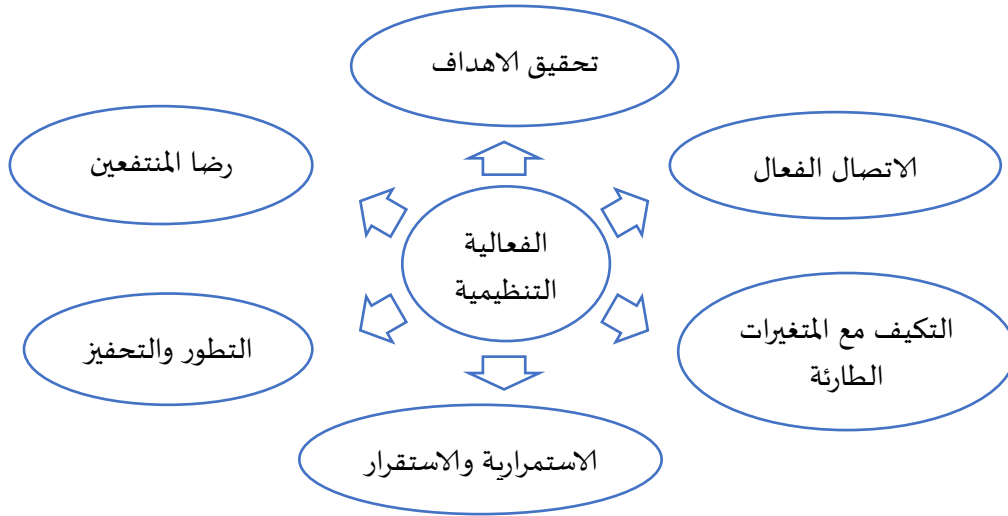 تحقيق الاهداف
الاتصال الفعال
رضا المنتفعين
الفعالية
التنظيمية
التكيف مع المتغيرات
الطارئة
التطور والتحفيز
الاستمرارية والاستقرار